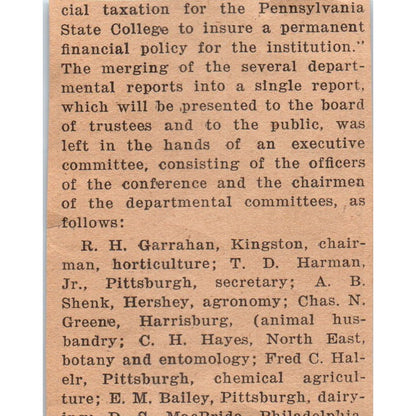 cial taxation for the Pennsylvania
State College to insure a permanent
financial policy for the institution."
The merging of the several depart-
mental reports into a single report,
which will be presented to the board
of trustees and to the public, was
left in the hands of an executive
committee, consisting of the officers
of the conference and the chairmen
of the departmental committees, as
follows:
R. H. Garrahan, Kingston, chair-
man, horticulture; T. D. Harman,
Jr., Pittsburgh, secretary; A. B.
Shenk, Hershey, agronomy; Chas. N.
Greene, Harrisburg, (animal hus-
bandry; C. H. Hayes, North East,
botany and entomology; Fred C. Hal-
elr, Pittsburgh, chemical agricul-
ture; E. M. Bailey, Pittsburgh, dairy-
ing; D. S. MacBride, Philadelphia,